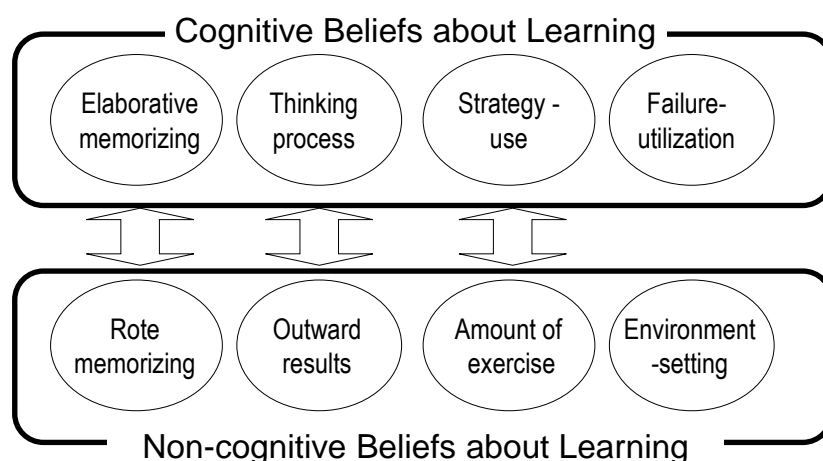 Cognitive Beliefs about Learning
Elaborative
memorizing
Thinking
process
Strategy -
use
Failure-
utilization
Rote
memorizing
Outward
results
Amount of
exercise
Environment
-setting
Non-cognitive Beliefs about Learning